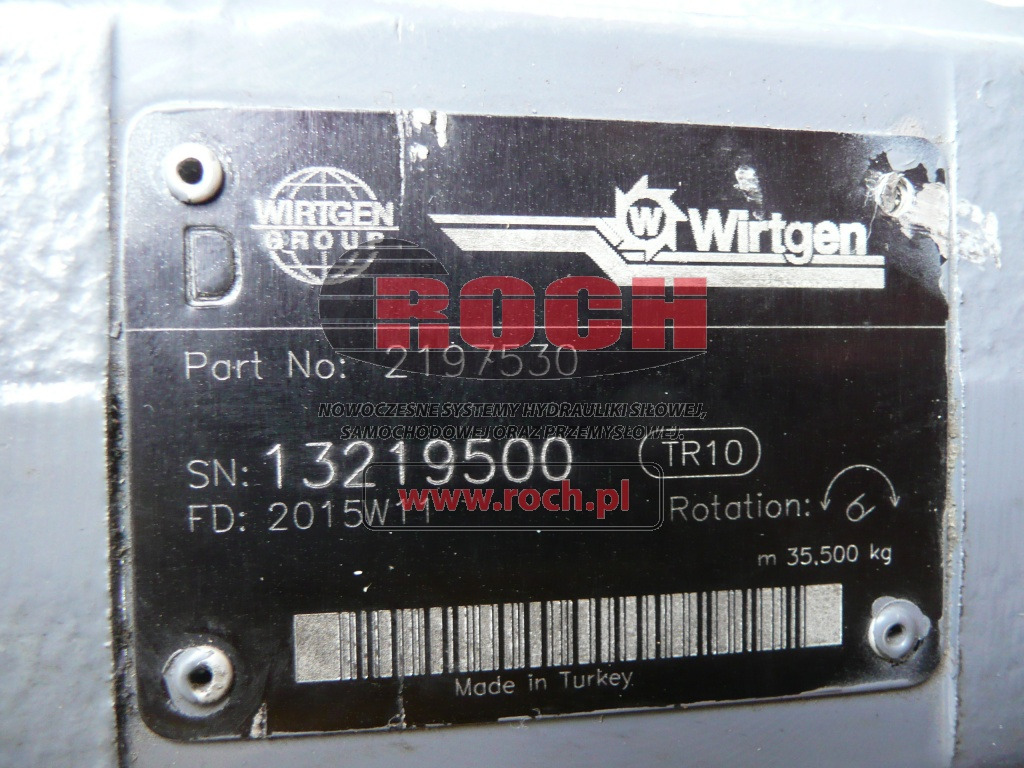 WIRTGEN
GROUP
W Wirtgen
D
ROCH
Part No: 2197530
NOWOCZESNE SYSTEMY HYDRAULIKI SIŁOWEJ,
SAMOCHODOWEJ ORAZ PRZEMYSŁOWEJ.
SN: 13219500 TR10
www.roch.pl
FD: 2015W11 Rotation:
m 35,500 kg
Made in Turkey